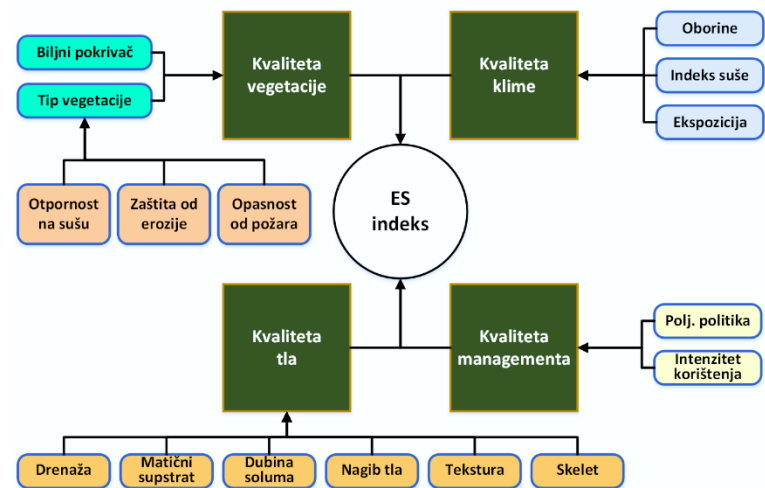 Biljni pokrivač
Tip vegetacije
Otpornost
na sušu
Zaštita od
erozije
Opasnost
od požara
Kvaliteta
vegetacije
Kvaliteta
klime
Oborine
Indeks suše
Ekspozicija
ES
indeks
Kvaliteta
tla
Kvaliteta
managementa
Polj. politika
Intenzitet
korištenja
Drenaža
Matični
supstrat
Dubina
soluma
Nagib tla
Tekstura
Skelet